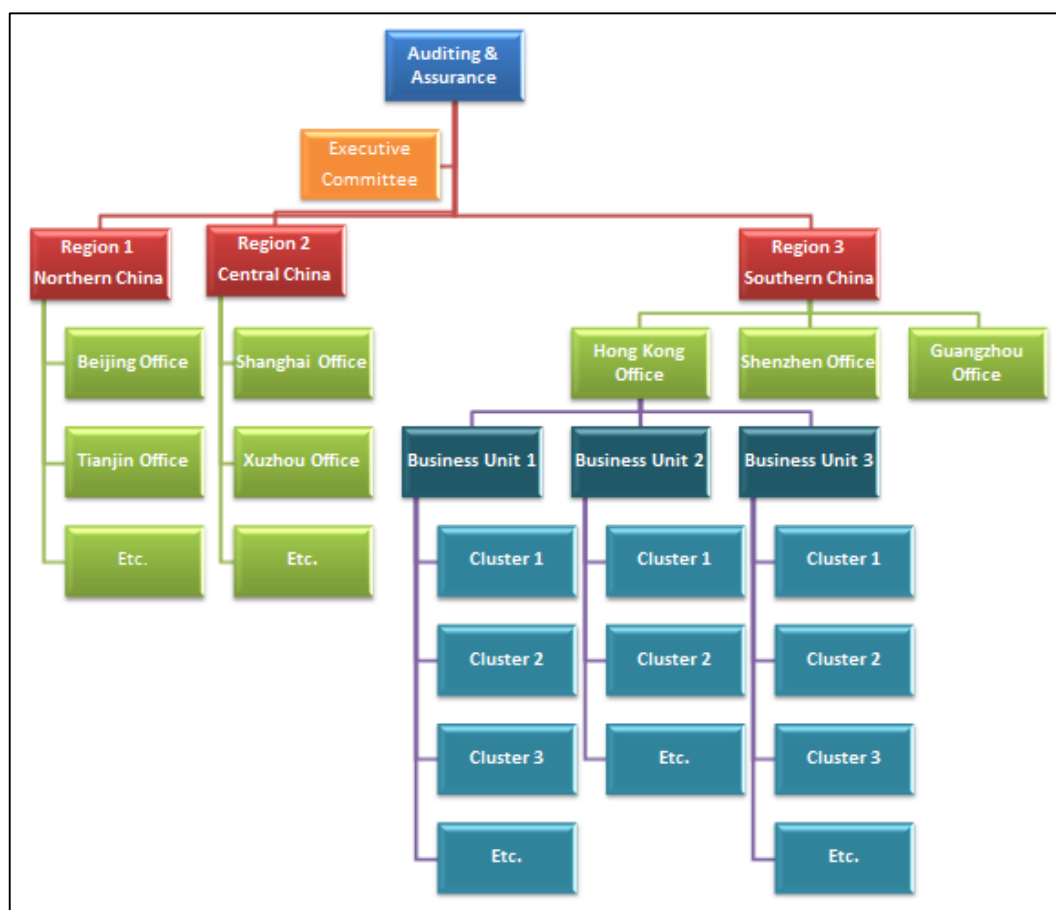 Auditing &
Assurance
Executive
Committee
Region 1
Northern China
Region 2
Central China
Region 3
Southern China
Beijing Office
Shanghai Office
Hong Kong
Office
Shenzhen Office
Guangzhou
Office
Tianjin Office
Xuzhou Office
Business Unit 1
Business Unit 2
Business Unit 3
Etc.
Etc.
Cluster 1
Cluster 1
Cluster 1
Cluster 2
Cluster 2
Cluster 2
Cluster 3
Etc.
Cluster 3
Etc.
Etc.